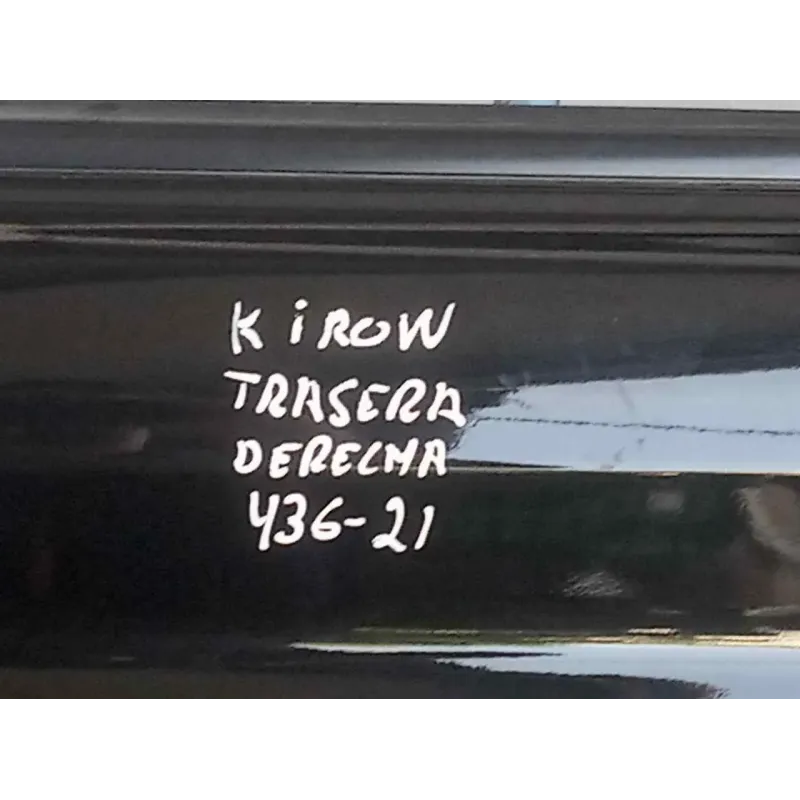 KiROW
TRASERA
DERECHA
436-21